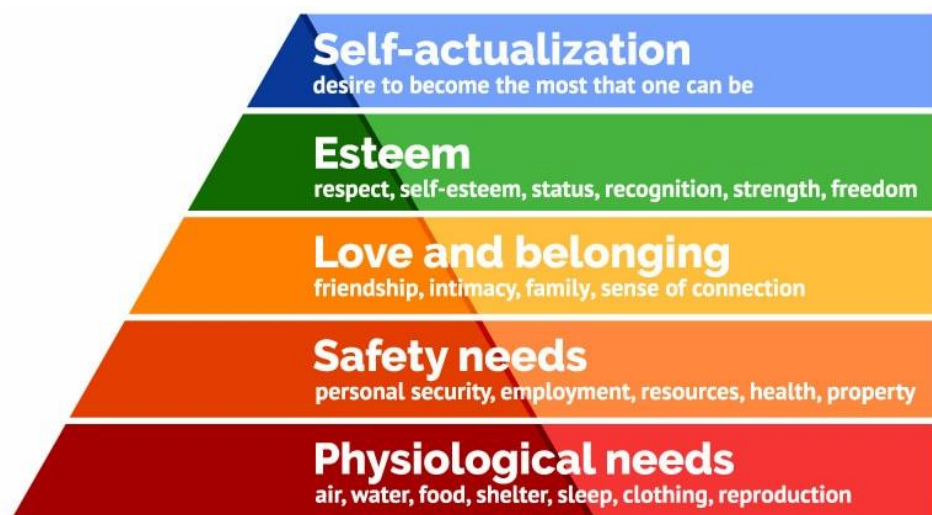 Self-actualization
desire to become the most that one can be
Esteem
respect, self-esteem, status, recognition, strength, freedom
Love and belonging
friendship, intimacy, family, sense of connection
Safety needs
personal security, employment, resources, health, property
Physiological needs
air, water, food, shelter, sleep, clothing, reproduction